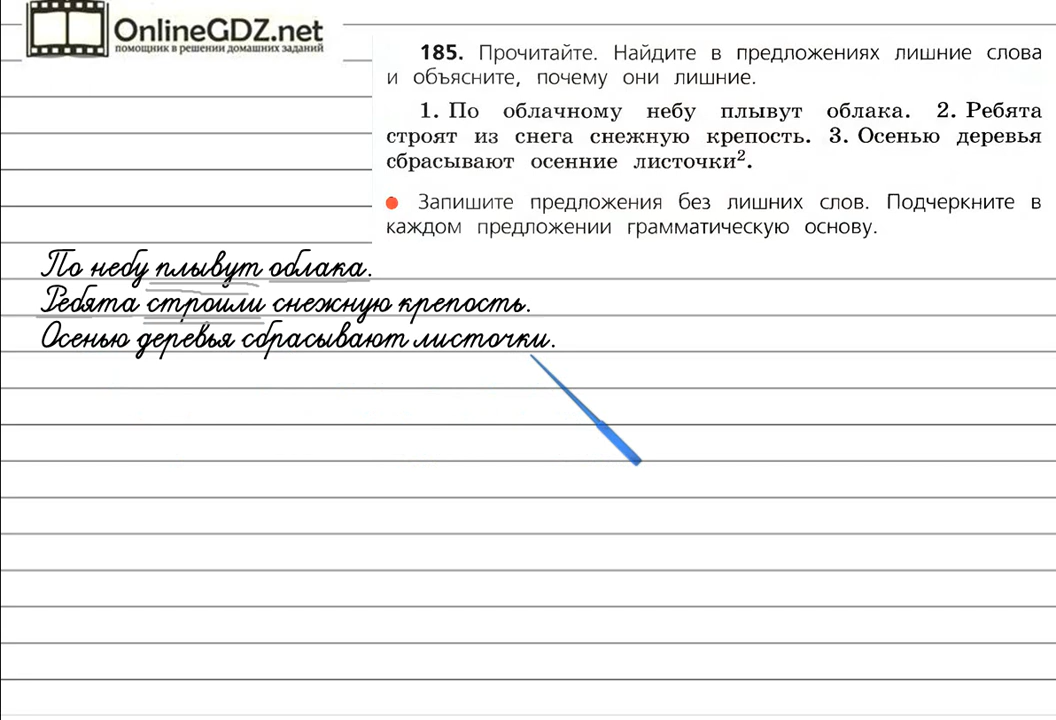 OnlineGDZ.net
помощник в решении домашних заданий
185. Прочитайте. Найдите в предложениях лишние слова
и объясните, почему они лишние.
1. По облачному небу плывут облака. 2. Ребята
строят из снега снежную крепость. 3. Осенью деревья
сбрасывают осенние листочки².
Запишите предложения без лишних слов. Подчеркните в
каждом предложении грамматическую основу.
По небу плывут облака.
Ребята строили снежную крепость.
Осенью деревья сбрасывают листочки.